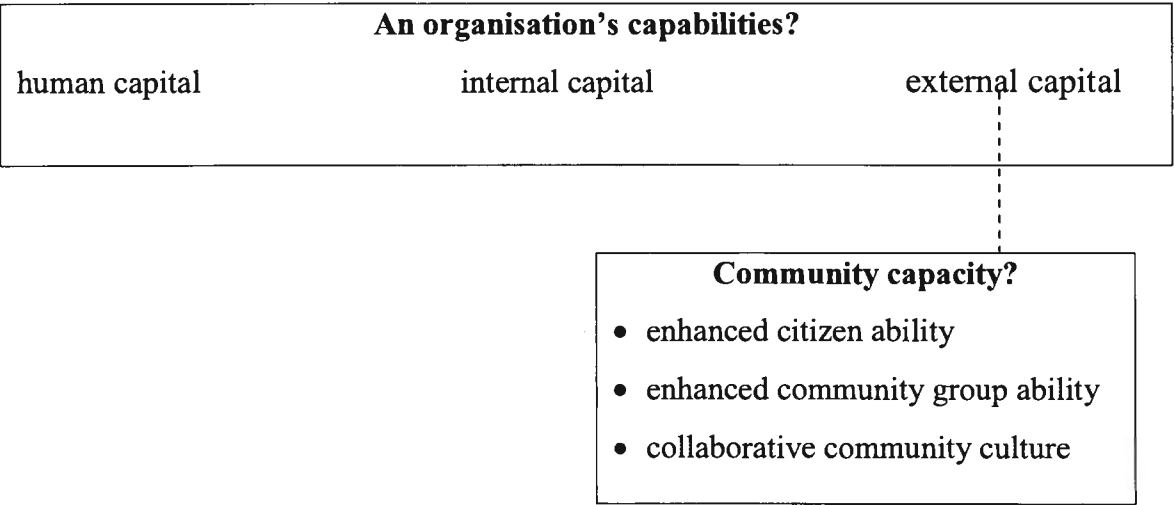 An organisation's capabilities?
human capital internal capital external capital
Community capacity?
• enhanced citizen ability
• enhanced community group ability
• collaborative community culture